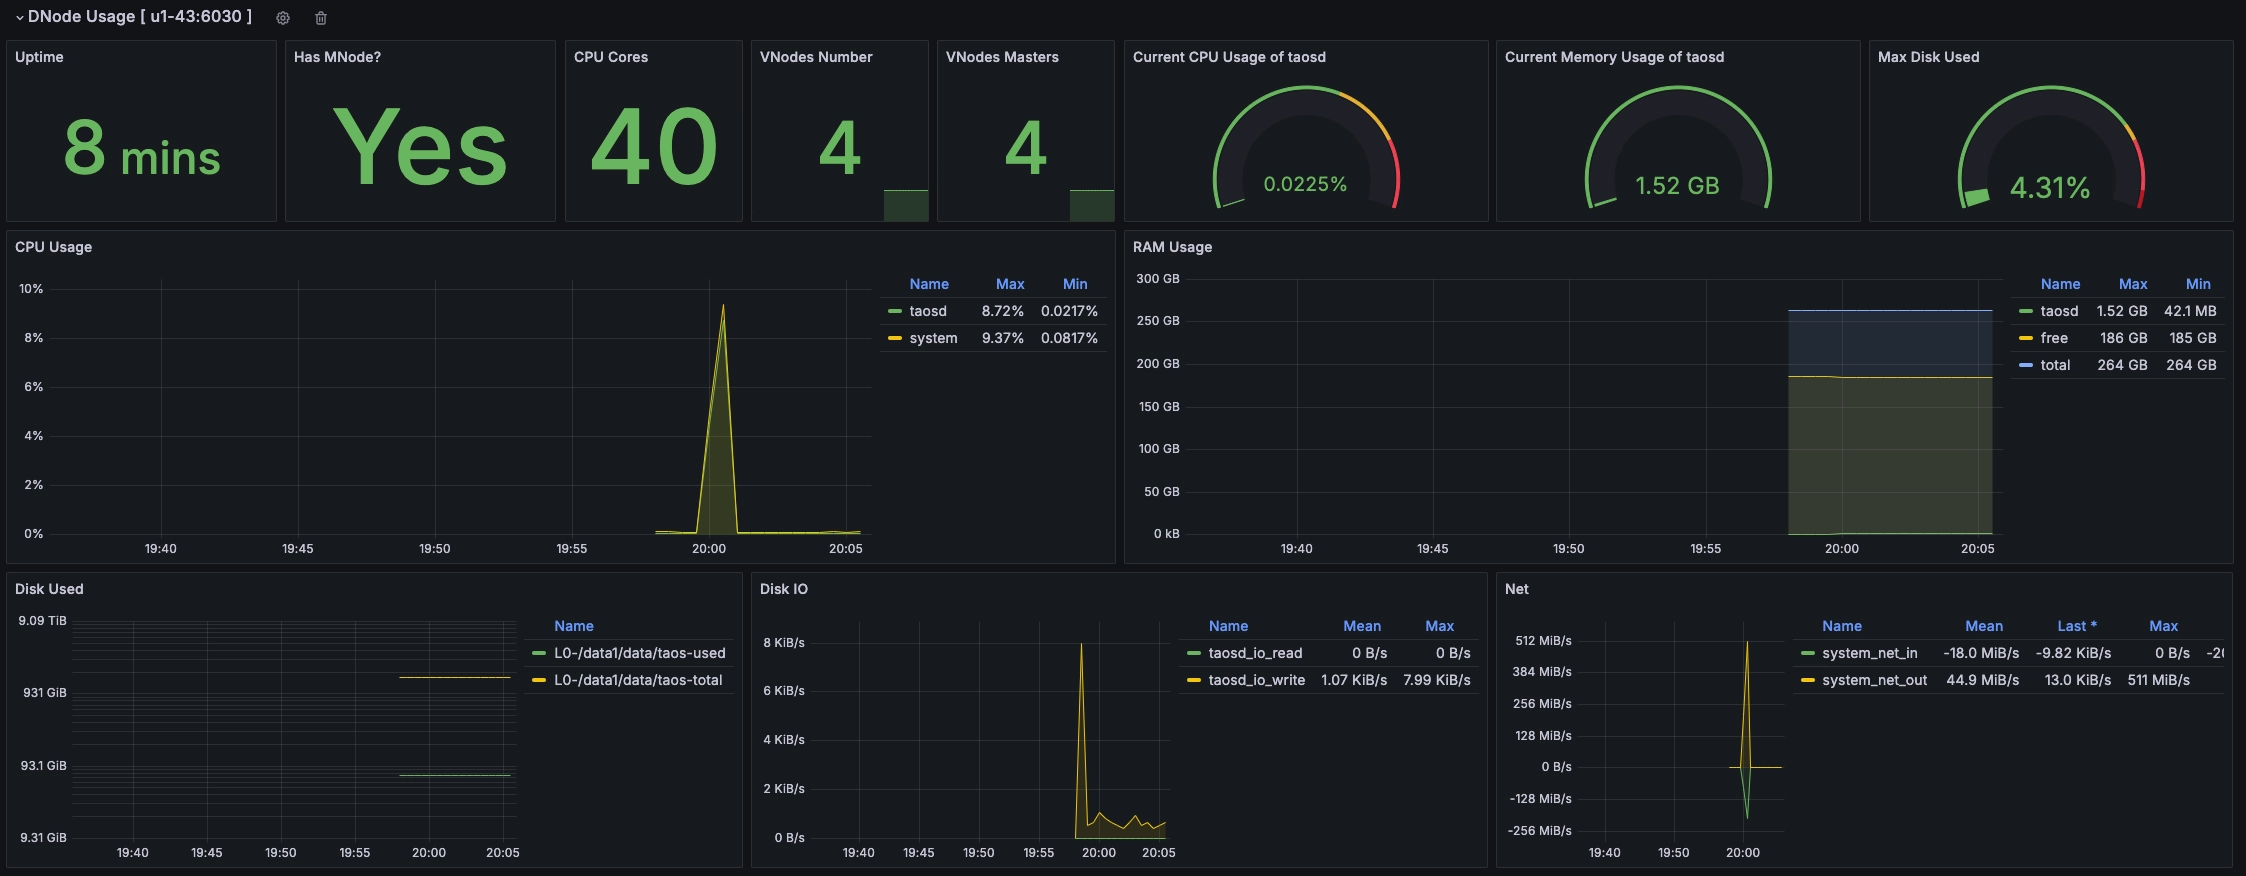 DNode Usage [ u1-43:6030 ]
Uptime
8 mins
Has MNode?
Yes
CPU Cores
40
VNodes Number
4
VNodes Masters
4
Current CPU Usage of taosd
0.0225%
Current Memory Usage of taosd
1.52 GB
Max Disk Used
4.31%
CPU Usage
10%
8%
6%
4%
2%
0%
19:40 19:45 19:50 19:55 20:00 20:05
Name Max Min
taosd 8.72% 0.0217%
system 9.37% 0.0817%
RAM Usage
300 GB
250 GB
200 GB
150 GB
100 GB
50 GB
0 kB
19:40 19:45 19:50 19:55 20:00 20:05
Name Max Min
taosd 1.52 GB 42.1 MB
free 186 GB 185 GB
total 264 GB 264 GB
Disk Used
9.09 TiB
931 GiB
93.1 GiB
9.31 GiB
19:40 19:45 19:50 19:55 20:00 20:05
Name
L0-/data1/data/taos-used
L0-/data1/data/taos-total
Disk IO
8 KiB/s
6 KiB/s
4 KiB/s
2 KiB/s
0 B/s
19:40 19:45 19:50 19:55 20:00 20:05
Name Mean Max
taosd_io_read 0 B/s 0 B/s
taosd_io_write 1.07 KiB/s 7.99 KiB/s
Net
512 MiB/s
384 MiB/s
256 MiB/s
128 MiB/s
0 B/s
-128 MiB/s
-256 MiB/s
19:40 19:50 20:00
Name Mean Last * Max
system_net_in -18.0 MiB/s -9.82 KiB/s 0 B/s
system_net_out 44.9 MiB/s 13.0 KiB/s 511 MiB/s